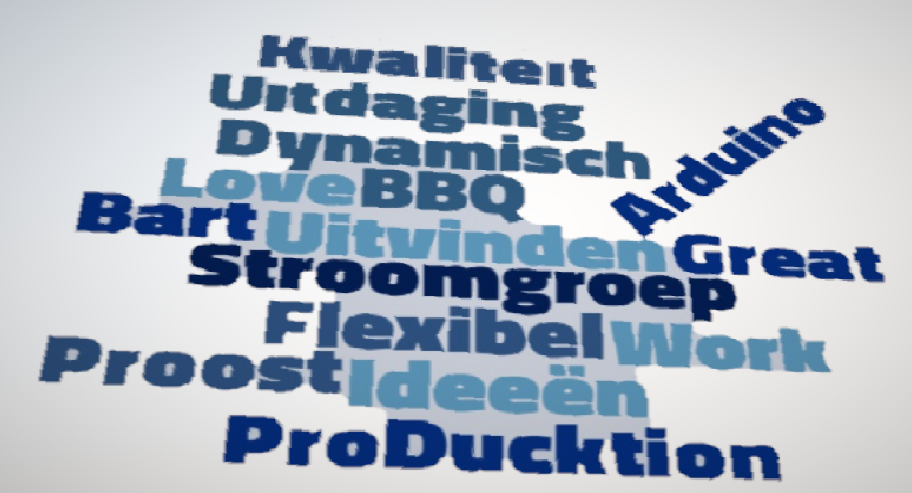 Kwaliteit
Uitdaging
Dynamisch
Arduino
Love BBQ
Bart Uitvinden Great
Stroomgroep
Flexibel Work
Proost Ideeën
ProDucktion